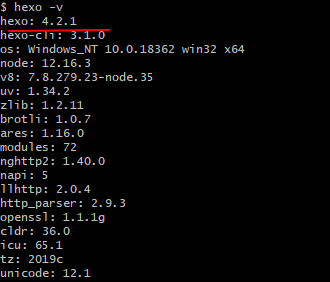 $ hexo -v
hexo: 4.2.1
hexo-cli: 3.1.0
os: Windows_NT 10.0.18362 win32 x64
node: 12.16.3
v8: 7.8.279.23-node.35
uv: 1.34.2
zlib: 1.2.11
brotli: 1.0.7
ares: 1.16.0
modules: 72
nghttp2: 1.40.0
napi: 5
llhttp: 2.0.4
http_parser: 2.9.3
openssl: 1.1.1g
cldr: 36.0
icu: 65.1
tz: 2019c
unicode: 12.1